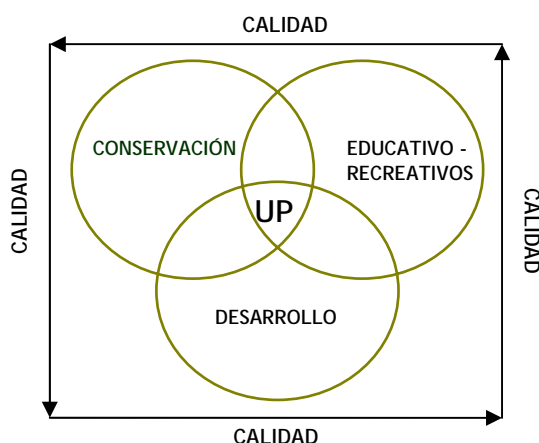 CALIDAD
CALIDAD
CONSERVACIÓN
EDUCATIVO -
RECREATIVOS
UP
CALIDAD
DESARROLLO
CALIDAD